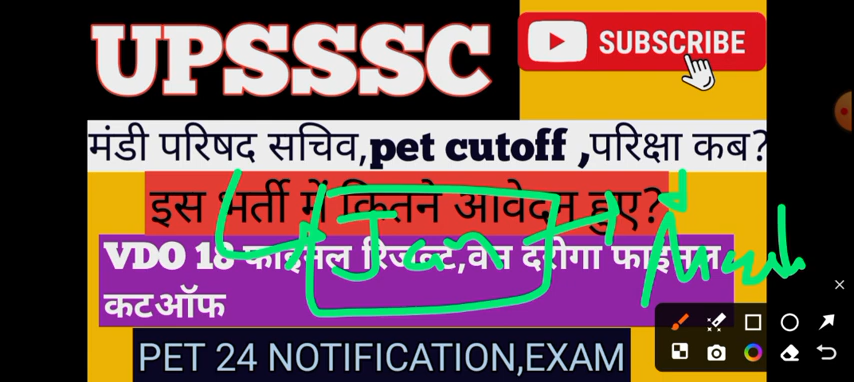 UPSSSC
SUBSCRIBE
मंडी परिषद सचिव,pet cutoff ,परिक्षा कब?
इस भर्ती में कितने आवेदन हुए?
Jan
VDO 18 फाइनल रिजल्ट,वन दरोगा फाइनल
कटऑफ
PET 24 NOTIFICATION,EXAM